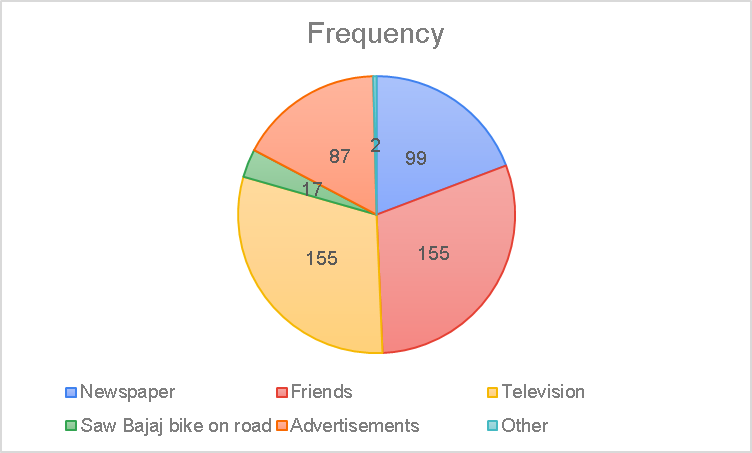 Frequency
2
87
99
17
155
155
Newspaper
Friends
Television
Saw Bajaj bike on road
Advertisements
Other